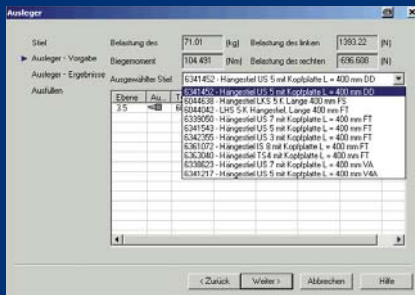 Ausleger
Stiel
Ausleger - Vorgabe
Ausleger - Ergebnisse
Ausfüllen
Belastung des 71.01 [kg] Belastung des linken 1393.22 [N]
Biegemoment 104.491 [Nm] Belastung des rechten -696.608 [N]
Ausgewählter Stiel 6341452 - Hängestiel US 5 mit Kopfplatte L = 400 mm DD
6341452 - Hängestiel US 5 mit Kopfplatte L = 400 mm DD
6044638 - Hängestiel LKS 5 K Länge 400 mm FS
6044042 - LHS 5-K Hängestiel, Länge 400 mm FT
6339050 - Hängestiel US 7 mit Kopfplatte L = 400 mm FT
6341543 - Hängestiel US 5 mit Kopfplatte L = 400 mm FT
6342355 - Hängestiel US 3 mit Kopfplatte L = 400 mm FT
6361072 - Hängestiel IS 8 mit Kopfplatte L = 400 mm FT
6363040 - Hängestiel TS4 mit Kopfplatte L = 400 mm FT
6338623 - Hängestiel US 7 mit Kopfplatte L = 400 mm VA
6341217 - Hängestiel US 5 mit Kopfplatte L = 400 mm V4A
Ebene Au...
3.5
< Zurück Weiter > Abbrechen Hilfe